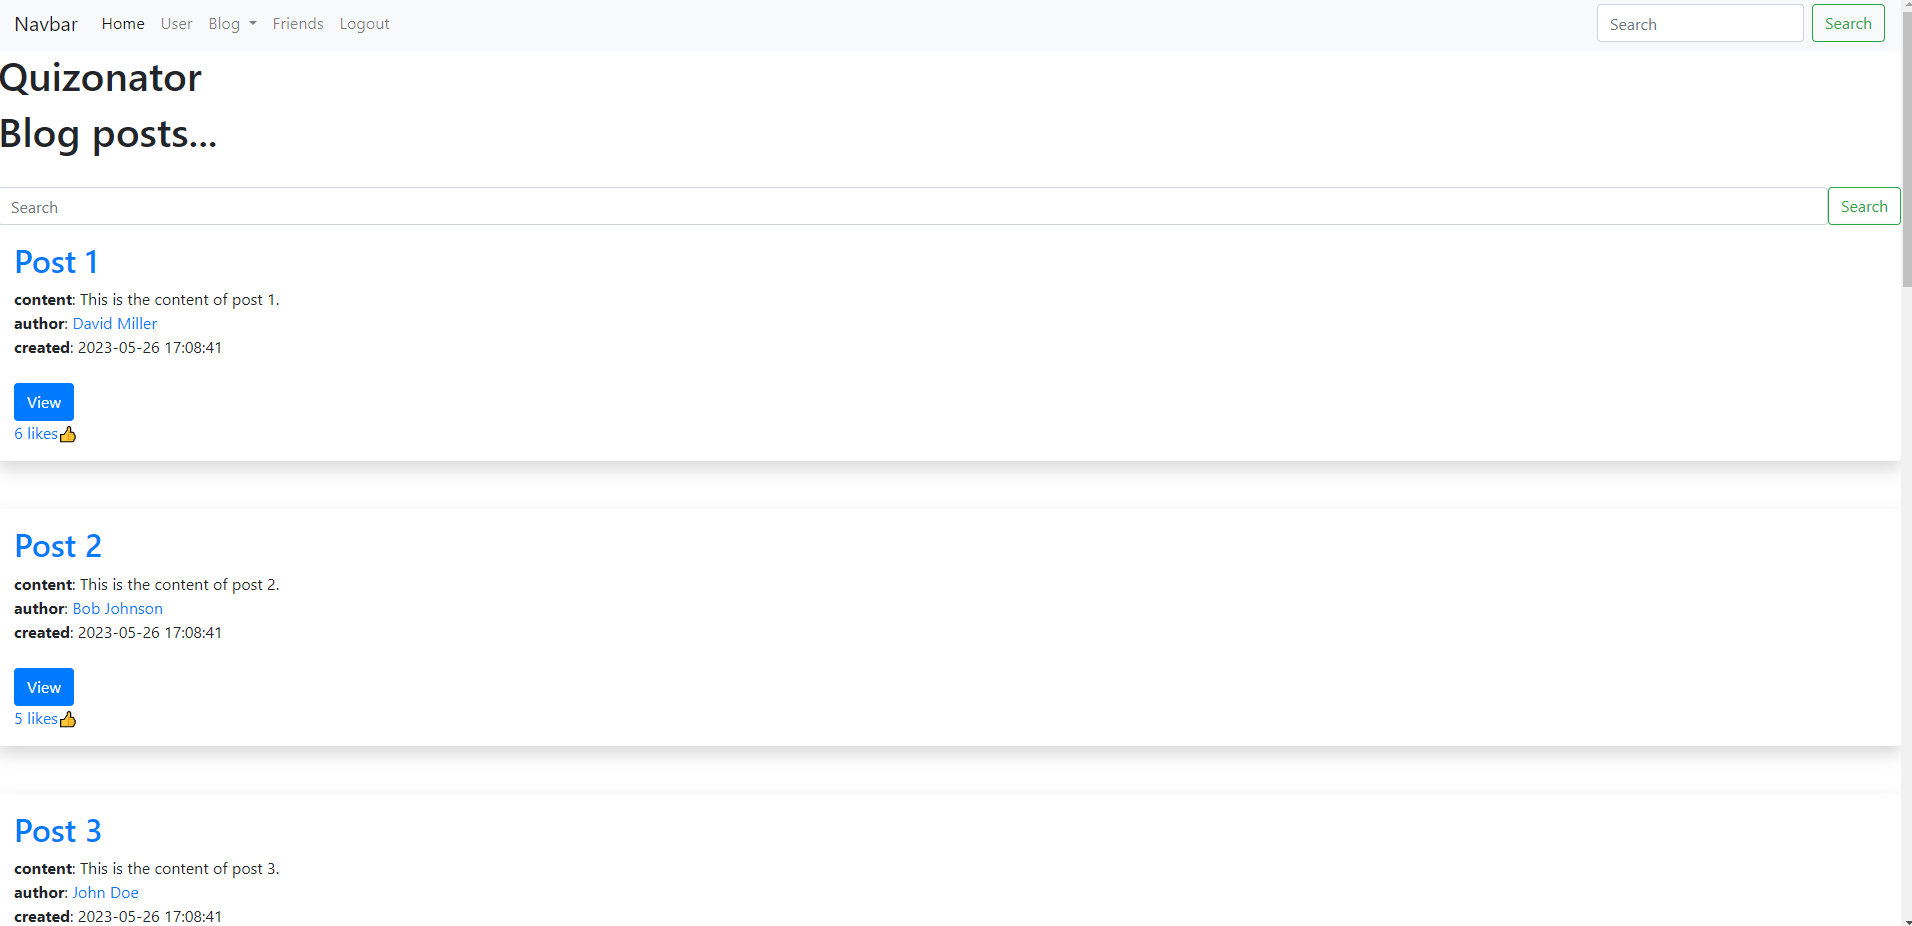 Navbar Home User Blog Friends Logout Search Search
Quizonator
Blog posts...
Search Search
Post 1
content: This is the content of post 1.
author: David Miller
created: 2023-05-26 17:08:41
View
6 likes👍
Post 2
content: This is the content of post 2.
author: Bob Johnson
created: 2023-05-26 17:08:41
View
5 likes👍
Post 3
content: This is the content of post 3.
author: John Doe
created: 2023-05-26 17:08:41